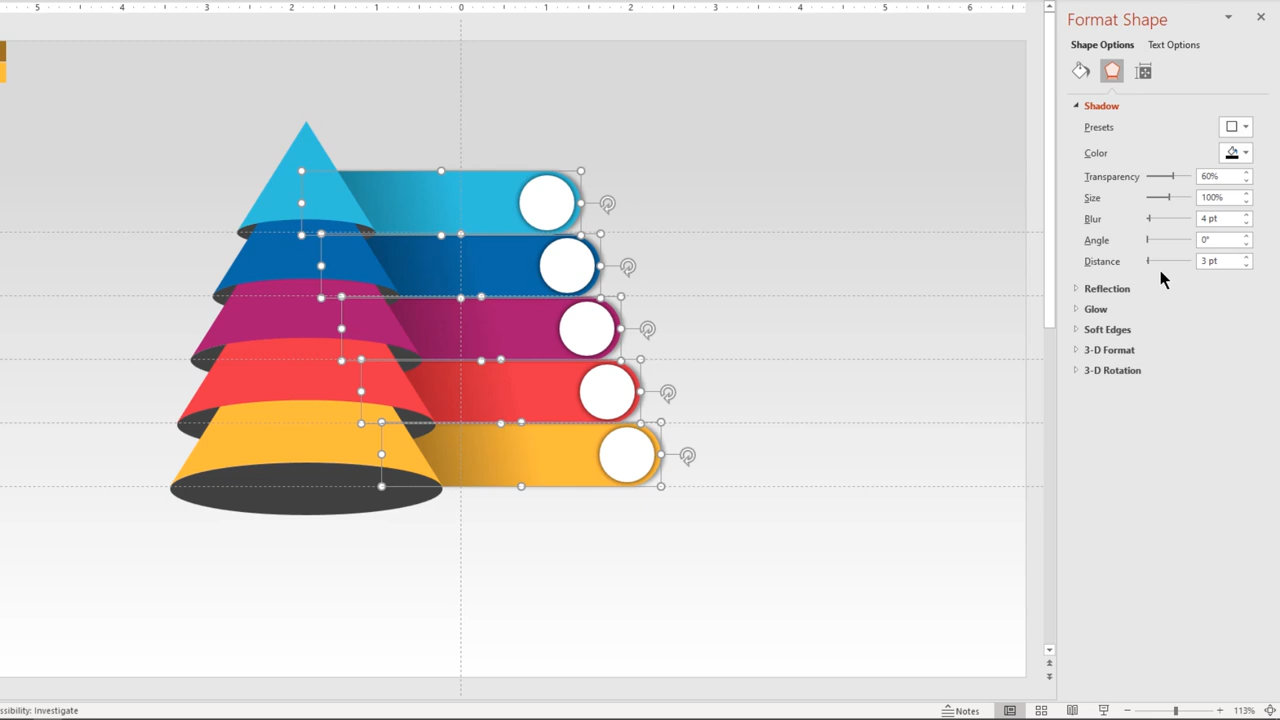 5 4 3 2 1 0 1 2 3 4 5 6
Format Shape
Shape Options Text Options
Shadow
Presets
Color
Transparency 60%
Size 100%
Blur 4 pt
Angle 0°
Distance 3 pt
Reflection
Glow
Soft Edges
3-D Format
3-D Rotation
ssibility: Investigate Notes 113%